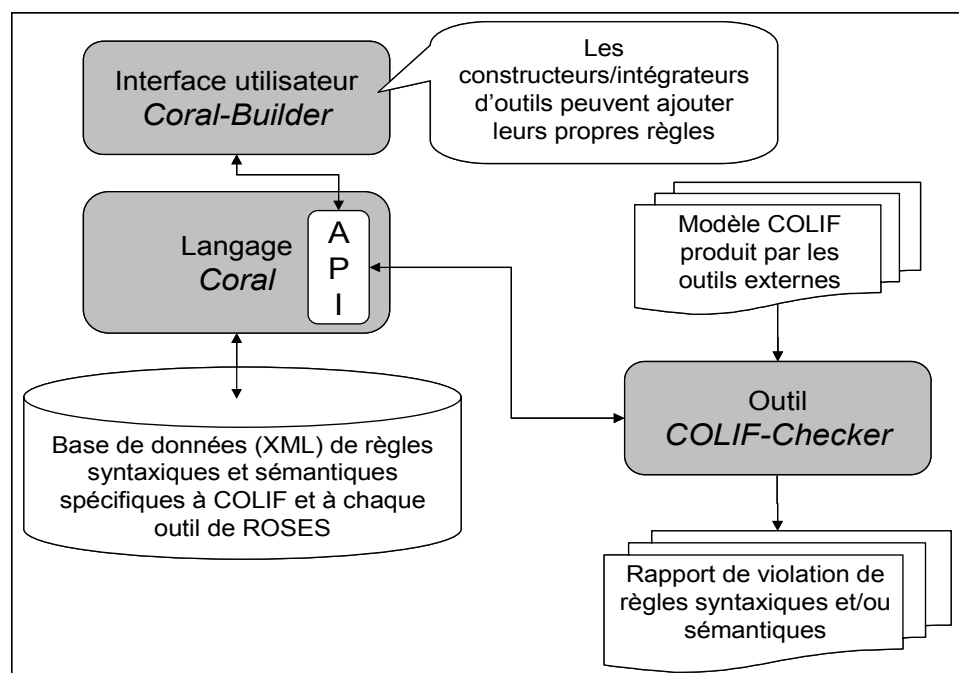 Interface utilisateur
Coral-Builder
Les
constructeurs/intégrateurs
d'outils peuvent ajouter
leurs propres règles
Langage
Coral
A
P
I
Modèle COLIF
produit par les
outils externes
Base de données (XML) de règles
syntaxiques et sémantiques
spécifiques à COLIF et à chaque
outil de ROSES
Outil
COLIF-Checker
Rapport de violation de
règles syntaxiques et/ou
sémantiques